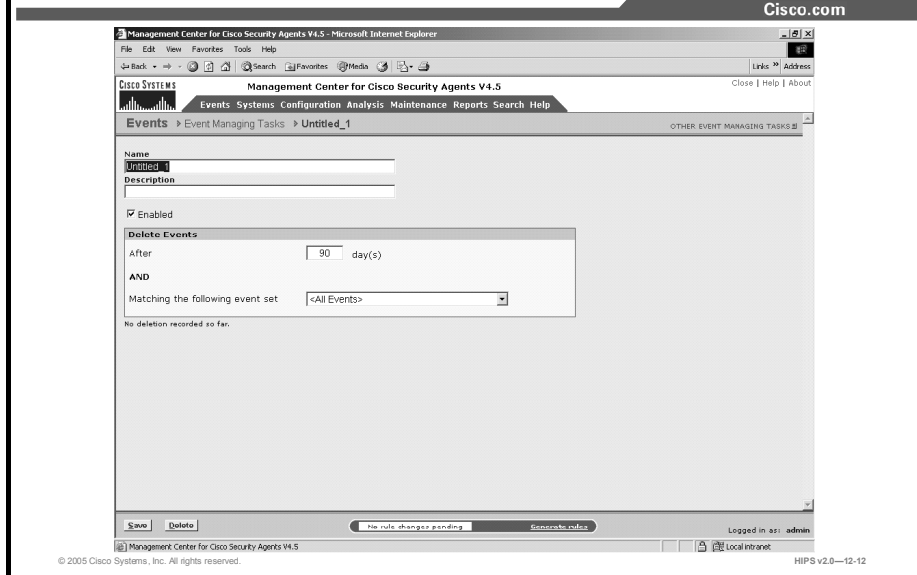 Cisco.com
Management Center for Cisco Security Agents V4.5 - Microsoft Internet Explorer
File Edit View Favorites Tools Help
Back Search Favorites Media Links » Address
CISCO SYSTEMS
Management Center for Cisco Security Agents V4.5
Close | Help | About
Events Systems Configuration Analysis Maintenance Reports Search Help
Events Event Managing Tasks Untitled_1
OTHER EVENT MANAGING TASKS
Name
Untitled_1
Description
Enabled
Delete Events
After 90 day(s)
AND
Matching the following event set <All Events>
No deletion recorded so far.
Save Delete No rule changes pending Generate rules Logged in as: admin
Management Center for Cisco Security Agents V4.5 Local intranet
© 2005 Cisco Systems, Inc. All rights reserved. HIPS v2.0—12-12